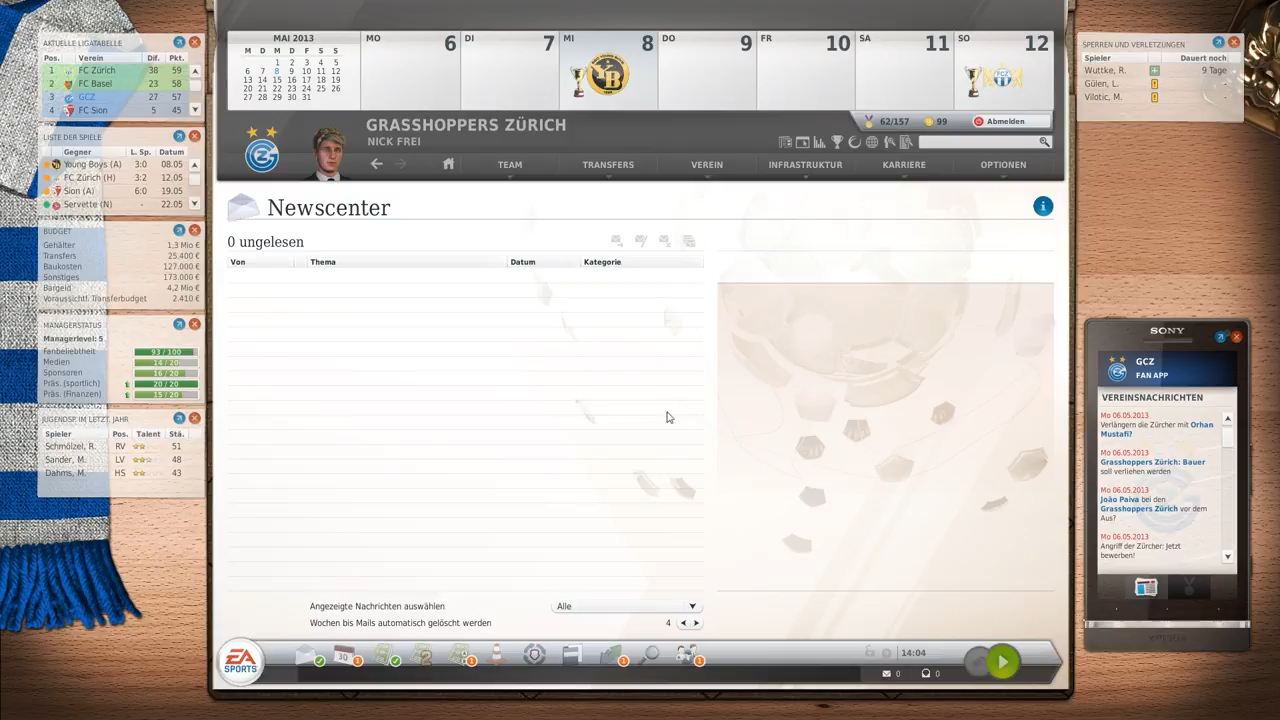 AKTUELLE LIGATABELLE
Pos. Verein Dif. Pkt.
1 FC Zürich 38 59
2 FC Basel 23 58
3 GCZ 27 57
4 FC Sion 5 45
LISTE DER SPIELE
Gegner L. Sp. Datum
Young Boys (A) 3:0 08.05
FC Zürich (H) 3:2 12.05
Sion (A) 6:0 19.05
Servette (N) - 22.05
BUDGET
Gehälter 1,3 Mio €
Transfers 25.400 €
Baukosten 127.000 €
Sonstiges 173.000 €
Bargeld 4,2 Mio €
Voraussichtl. Transferbudget 2.410 €
MANAGERSTATUS
Managerlevel: 5
Fanbeliebtheit 93 / 100
Medien 14 / 20
Sponsoren 16 / 20
Präs. (sportlich) 20 / 20
Präs. (Finanzen) 15 / 20
JUGENDSP. IM LETZT. JAHR
Spieler Pos. Talent Stä.
Schmölzel, R. RV 51
Sander, M. LV 48
Dahms, M. HS 43
MAI 2013
M D M D F S S
1 2 3 4 5
6 7 8 9 10 11 12
13 14 15 16 17 18 19
20 21 22 23 24 25 26
27 28 29 30 31
MO 6
DI 7
MI 8
DO 9
FR 10
SA 11
SO 12
GRASSHOPPERS ZÜRICH
NICK FREI
62/157 99 Abmelden
TEAM TRANSFERS VEREIN INFRASTRUKTUR KARRIERE OPTIONEN
Newscenter
0 ungelesen
Von Thema Datum Kategorie
Angezeigte Nachrichten auswählen Alle
Wochen bis Mails automatisch gelöscht werden 4
EA SPORTS
30
14:04
0 0
SPERREN UND VERLETZUNGEN
Spieler Dauert noch
Wuttke, R. 9 Tage
Gülen, L. -
Vilotic, M. -
SONY
GCZ
FAN APP
VEREINSNACHRICHTEN
Mo 06.05.2013
Verlängern die Zürcher mit Orhan
Mustafi?
Mo 06.05.2013
Grasshoppers Zürich: Bauer
soll verliehen werden
Mo 06.05.2013
João Paiva bei den
Grasshoppers Zürich vor dem
Aus?
Mo 06.05.2013
Angriff der Zürcher: Jetzt
bewerben!
XPERIA